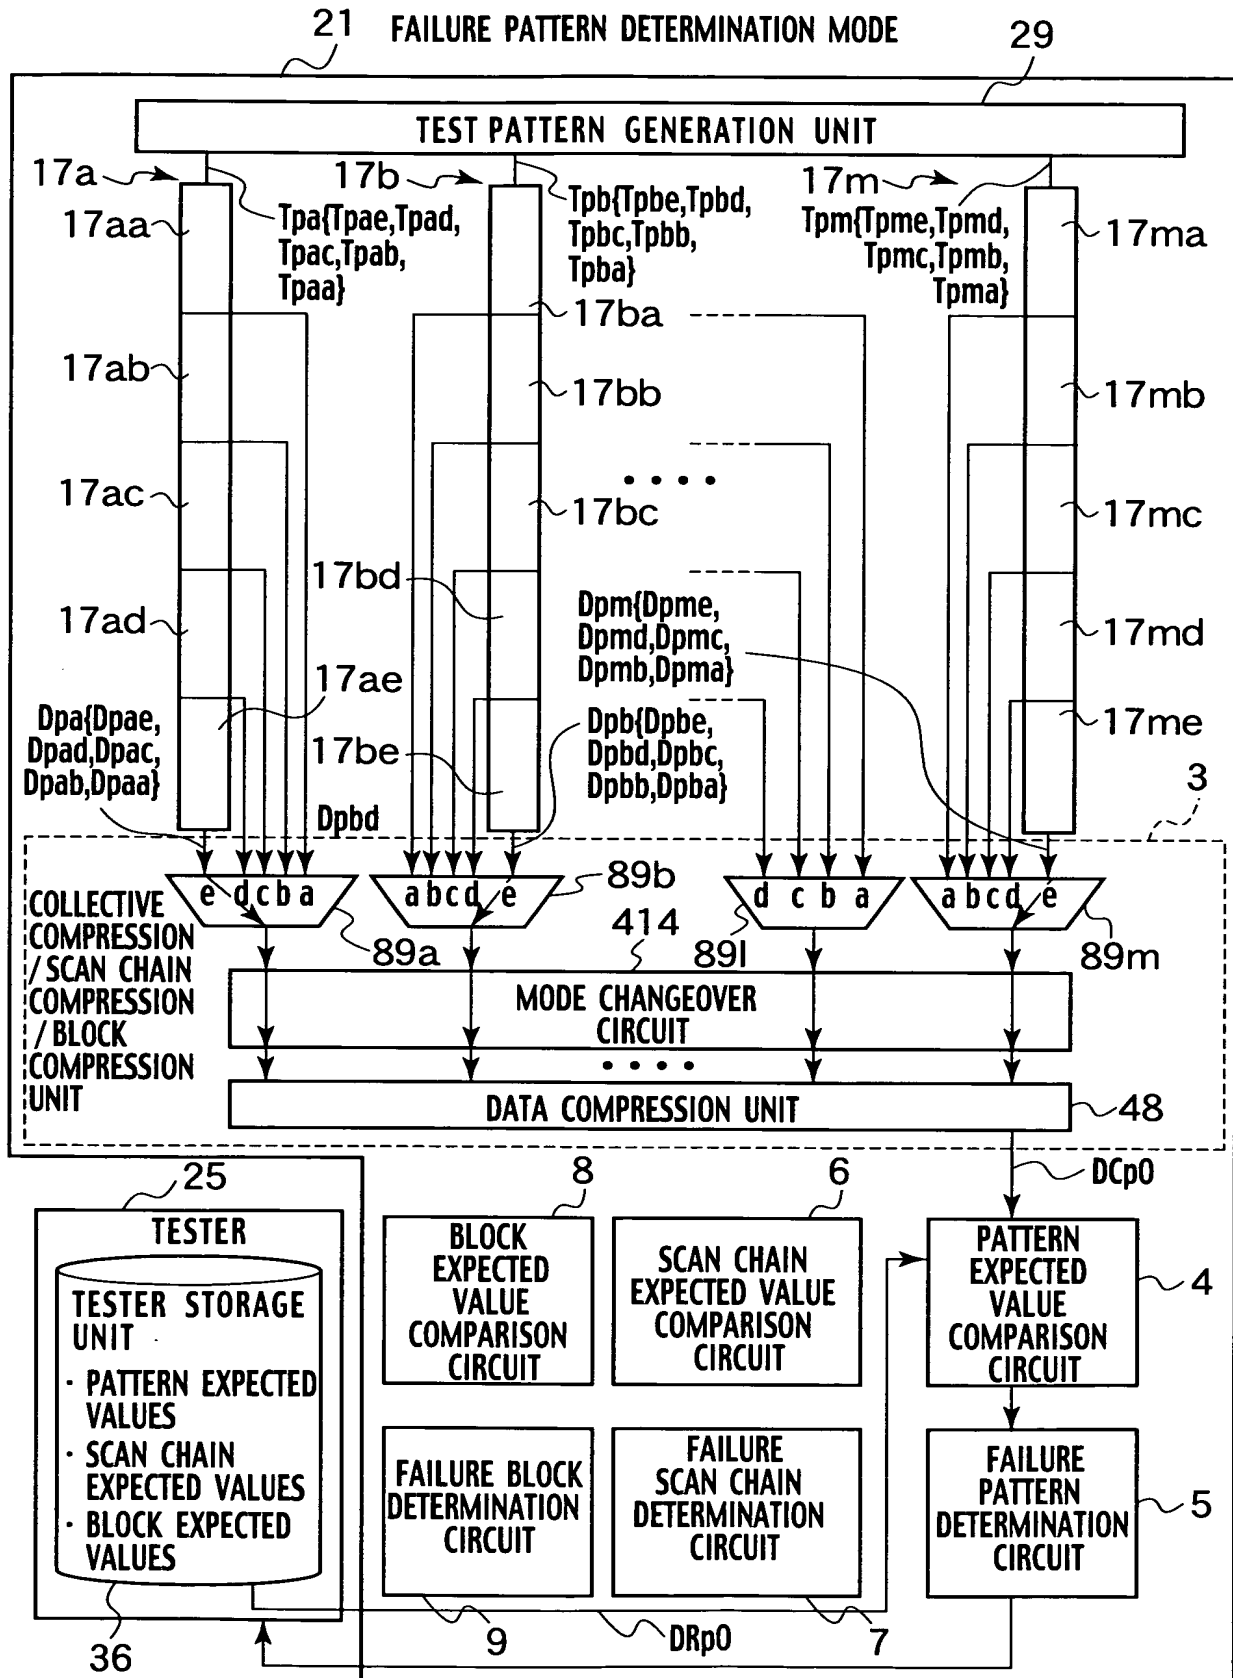 FAILURE PATTERN DETERMINATION MODE
21
29
TEST PATTERN GENERATION UNIT
17a
17b
17m
17aa
Tpa{Tpae,Tpad,
Tpac,Tpab,
Tpaa}
Tpb{Tpbe,Tpbd,
Tpbc,Tpbb,
Tpba}
Tpm{Tpme,Tpmd,
Tpmc,Tpmb,
Tpma}
17ma
17ba
17ab
17bb
17mb
17ac
17bc
17mc
17bd
17ad
Dpm{Dpme,
Dpmd,Dpmc,
Dpmb,Dpma}
17md
17ae
Dpa{Dpae,
Dpad,Dpac,
Dpab,Dpaa}
17be
Dpb{Dpbe,
Dpbd,Dpbc,
Dpbb,Dpba}
17me
3
Dpbd
e d c b a
a b c d e
d c b a
a b c d e
89a
89b
89l
89m
414
COLLECTIVE
COMPRESSION
/SCAN CHAIN
COMPRESSION
/BLOCK
COMPRESSION
UNIT
MODE CHANGEOVER
CIRCUIT
DATA COMPRESSION UNIT
48
DCp0
25
TESTER
TESTER STORAGE
UNIT
· PATTERN EXPECTED
VALUES
· SCAN CHAIN
EXPECTED VALUES
· BLOCK EXPECTED
VALUES
36
8
BLOCK
EXPECTED
VALUE
COMPARISON
CIRCUIT
6
SCAN CHAIN
EXPECTED VALUE
COMPARISON
CIRCUIT
PATTERN
EXPECTED
VALUE
COMPARISON
CIRCUIT
4
FAILURE BLOCK
DETERMINATION
CIRCUIT
9
FAILURE
SCAN CHAIN
DETERMINATION
CIRCUIT
7
FAILURE
PATTERN
DETERMINATION
CIRCUIT
5
DRp0